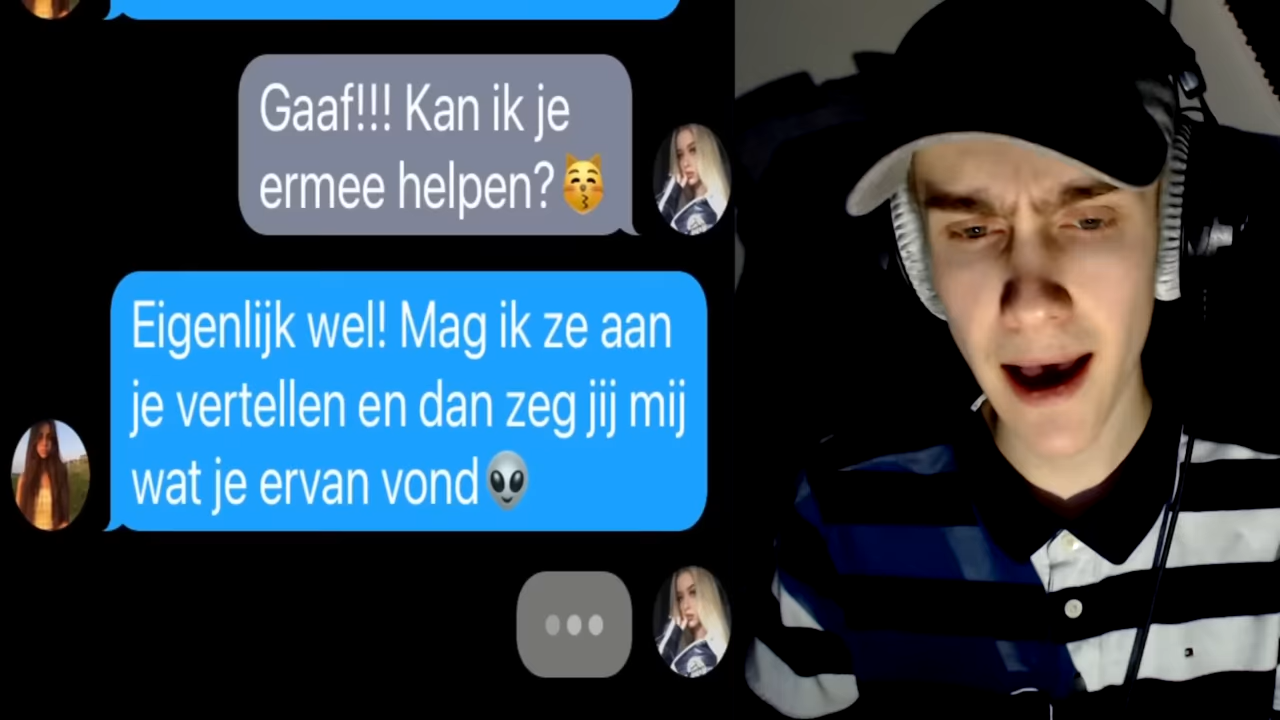 Gaaf!!! Kan ik je
ermee helpen?😽
Eigenlijk wel! Mag ik ze aan
je vertellen en dan zeg jij mij
wat je ervan vond👽